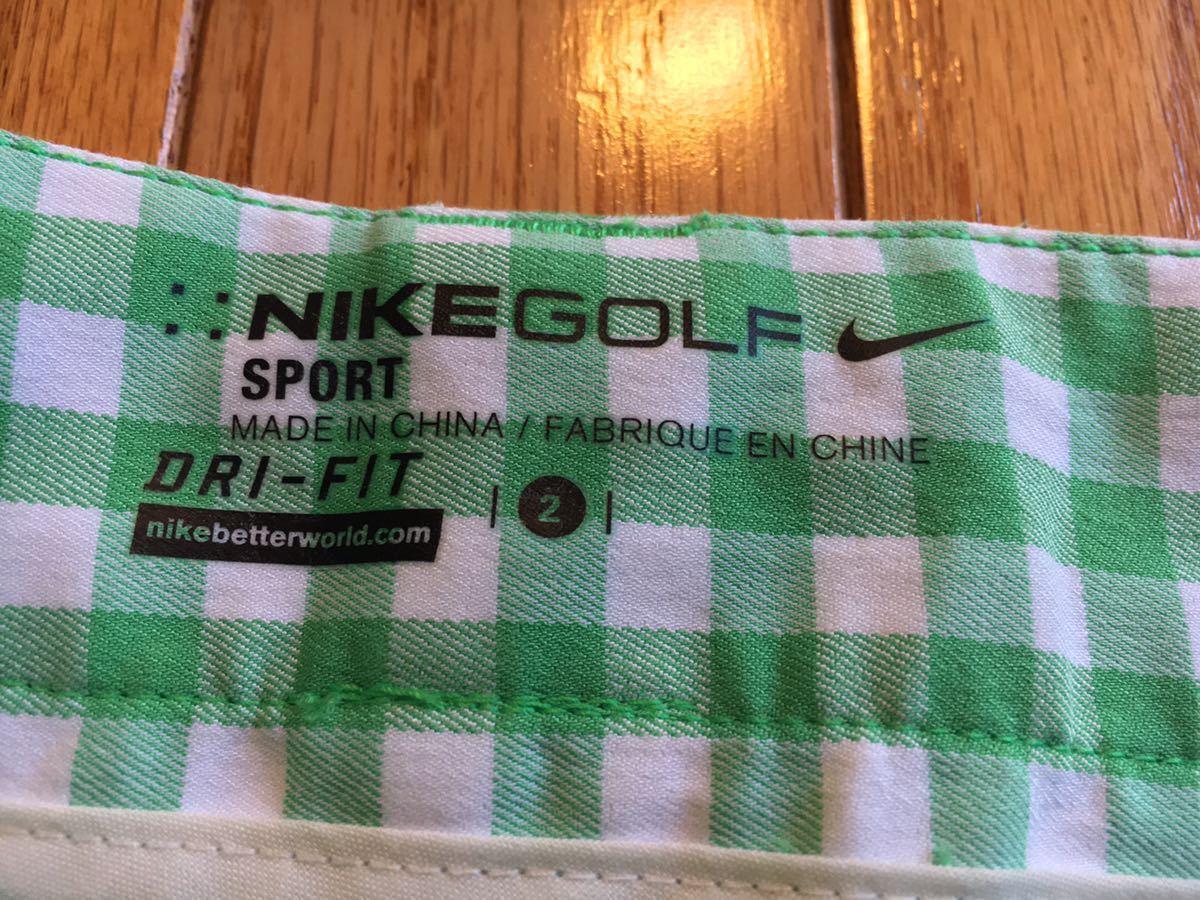 NIKEGOLF
SPORT
MADE IN CHINA / FABRIQUE EN CHINE
DRI-FIT
nikebetterworld.com
| 2 |